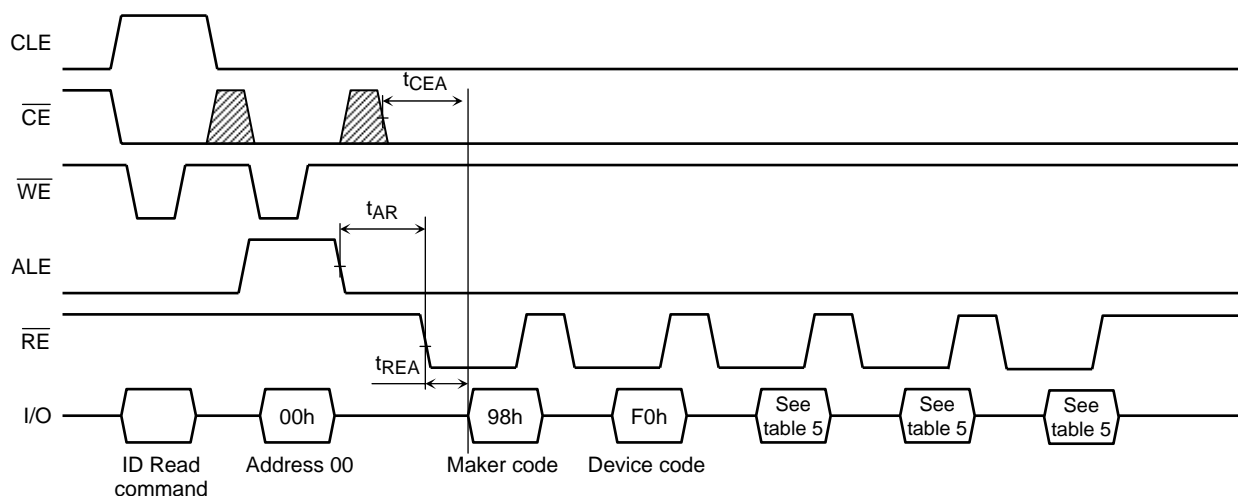 CLE
tCEA
CE
WE
tAR
ALE
RE
tREA
I/O
00h
98h
F0h
See
table 5
See
table 5
See
table 5
ID Read
command
Address 00
Maker code
Device code